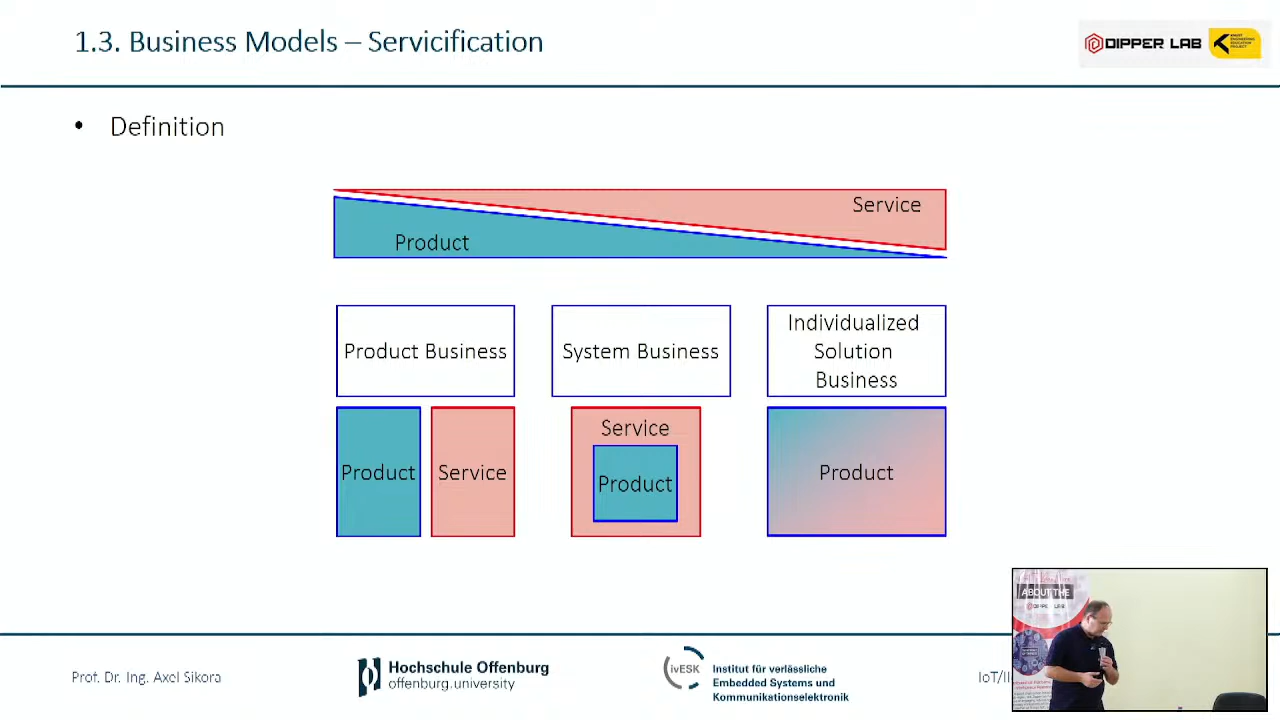 1.3. Business Models – Servicification
DIPPER LAB
• Definition
Service
Product
Product Business
System Business
Individualized
Solution
Business
Product
Service
Service
Product
Product
ABOUT THE
Prof. Dr. Ing. Axel Sikora
Hochschule Offenburg
offenburg.university
ivESK
Institut für verlässliche
Embedded Systems und
Kommunikationselektronik
IoT/II